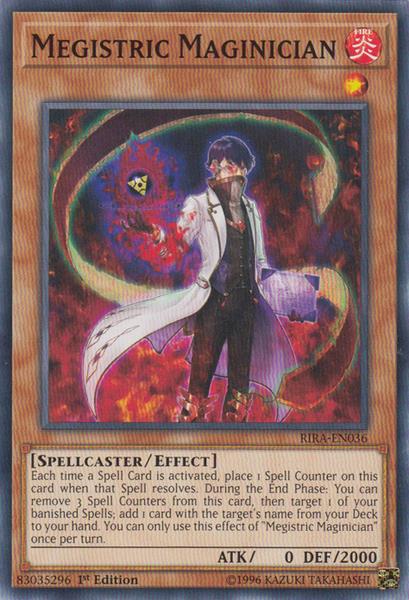 MEGISTRIC MAGINICIAN
FIRE
炎
RIRA-EN036
[SPELLCASTER/EFFECT]
Each time a Spell Card is activated, place 1 Spell Counter on this
card when that Spell resolves. During the End Phase: You can
remove 3 Spell Counters from this card, then target 1 of
your banished Spells; add 1 card with the target's name from your Deck
to your hand. You can only use this effect of "Megistric Maginician"
once per turn.
ATK/ 0 DEF/2000
83035296 1st Edition ©1996 KAZUKI TAKAHASHI